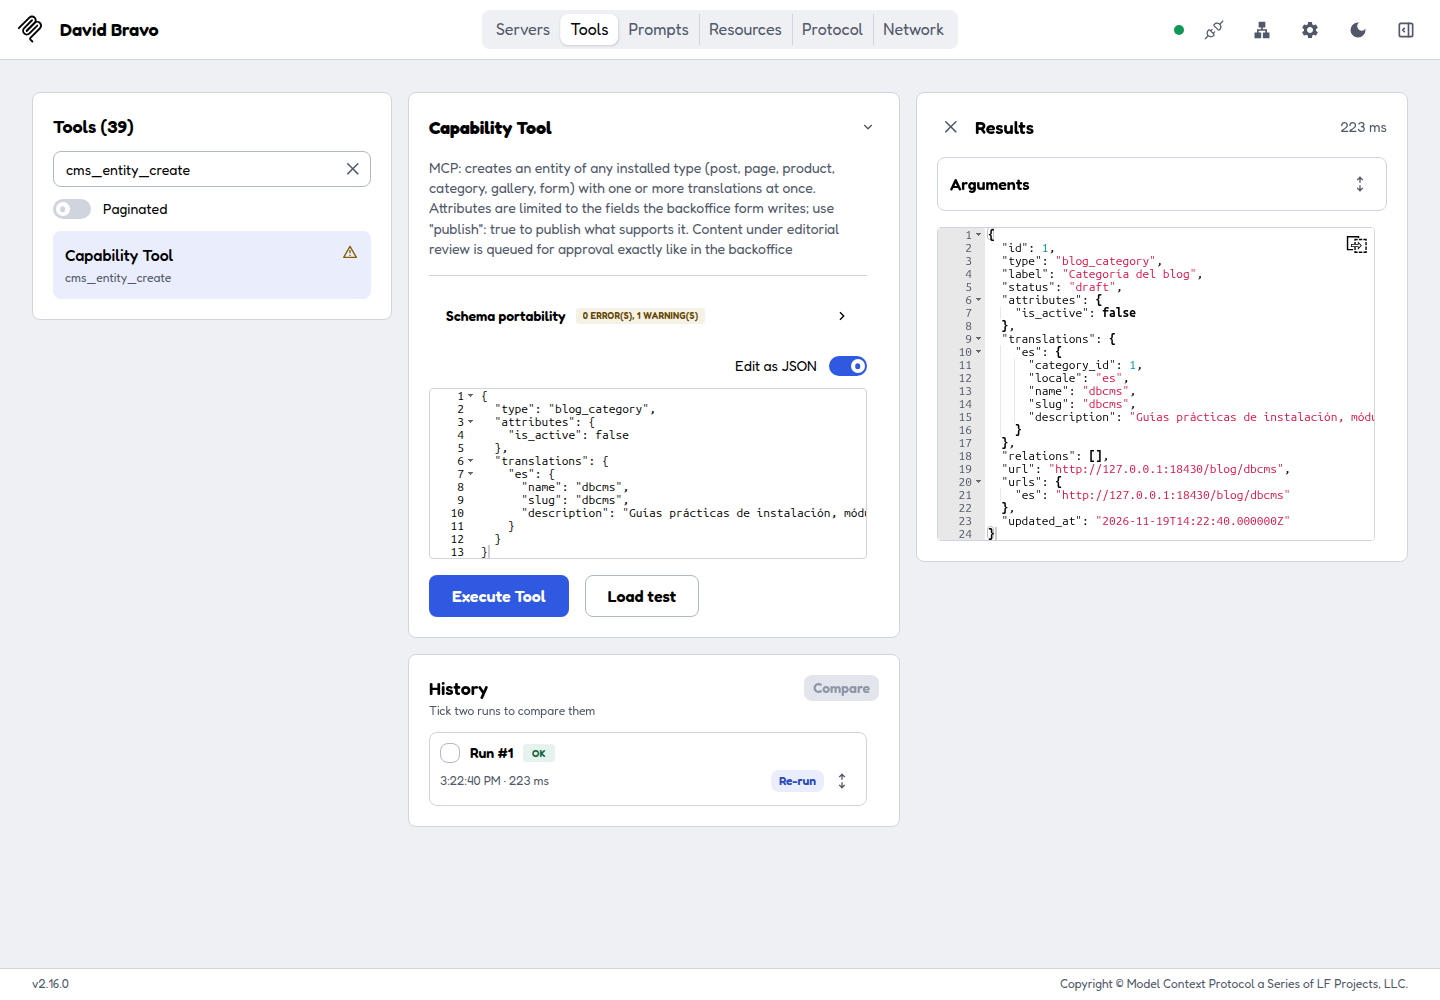 David Bravo
Servers
Tools
Prompts
Resources
Protocol
Network
Tools (39)
cms__entity__create
Paginated
Capability Tool
cms__entity__create
Capability Tool
MCP: creates an entity of any installed type (post, page, product,
category, gallery, form) with one or more translations at once.
Attributes are limited to the fields the backoffice form writes; use
"publish": true to publish what supports it. Content under editorial
review is queued for approval exactly like in the backoffice
Schema portability 0 ERROR(S), 1 WARNING(S)
Edit as JSON
1 {
2 "type": "blog_category",
3 "attributes": {
4 "is_active": false
5 },
6 "translations": {
7 "es": {
8 "name": "dbcms",
9 "slug": "dbcms",
10 "description": "Guías prácticas de instalación, módu
11 }
12 }
13 }
Execute Tool
Load test
History
Compare
Tick two runs to compare them
Run #1 OK
3:22:40 PM · 223 ms
Re-run
Results
223 ms
Arguments
1 {
2 "id": 1,
3 "type": "blog_category",
4 "label": "Categoría del blog",
5 "status": "draft",
6 "attributes": {
7 "is_active": false
8 },
9 "translations": {
10 "es": {
11 "category_id": 1,
12 "locale": "es",
13 "name": "dbcms",
14 "slug": "dbcms",
15 "description": "Guías prácticas de instalación, módu
16 }
17 },
18 "relations": [],
19 "url": "http://127.0.0.1:18430/blog/dbcms",
20 "urls": {
21 "es": "http://127.0.0.1:18430/blog/dbcms"
22 },
23 "updated_at": "2026-11-19T14:22:40.000000Z"
24 }
v2.16.0
Copyright © Model Context Protocol a Series of LF Projects, LLC.